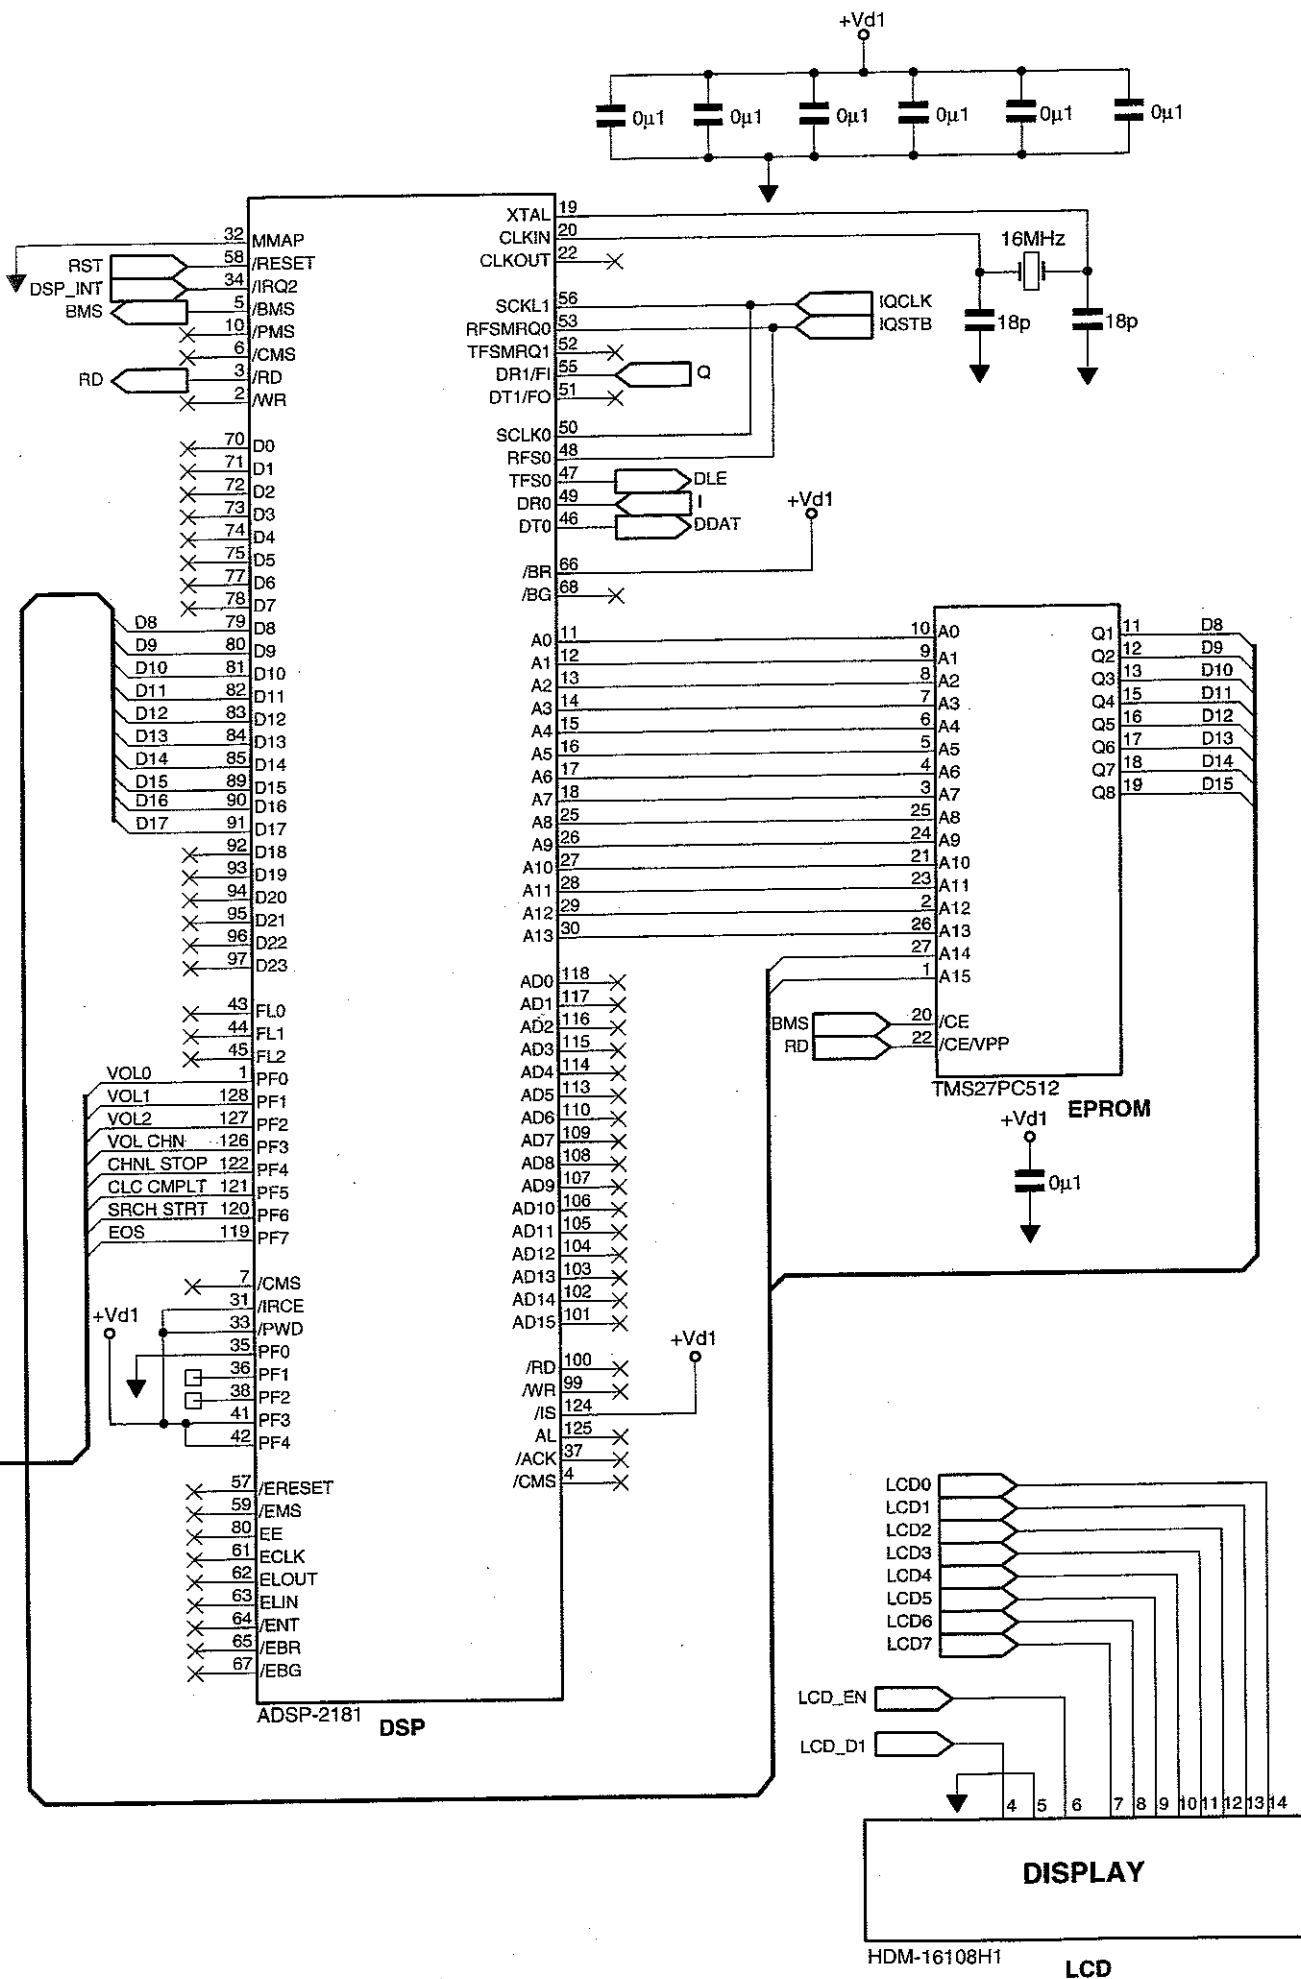 +Vd1
0µ1 0µ1 0µ1 0µ1 0µ1 0µ1
32 MMAP
RST 58 /RESET
DSP_INT 34 /IRQ2
BMS 5 /BMS
10 /PMS
6 /CMS
RD 3 /RD
2 /WR
70 D0
71 D1
72 D2
73 D3
74 D4
75 D5
77 D6
78 D7
D8 79 D8
D9 80 D9
D10 81 D10
D11 82 D11
D12 83 D12
D13 84 D13
D14 85 D14
D15 89 D15
D16 90 D16
D17 91 D17
92 D18
93 D19
94 D20
95 D21
96 D22
97 D23
43 FL0
44 FL1
45 FL2
VOL0 1 PF0
VOL1 128 PF1
VOL2 127 PF2
VOL CHN 126 PF3
CHNL STOP 122 PF4
CLC CMPLT 121 PF5
SRCH STRT 120 PF6
EOS 119 PF7
7 /CMS
31 /IRCE
+Vd1
33 /PWD
35 PF0
36 PF1
38 PF2
41 PF3
42 PF4
57 /ERESET
59 /EMS
80 EE
61 ECLK
62 ELOUT
63 ELIN
64 /ENT
65 /EBR
67 /EBG
ADSP-2181
DSP
XTAL 19
CLKIN 20
CLKOUT 22
16MHz
18p 18p
SCKL1 56 IQCLK
RFSMRQ0 53 IQSTB
TFSMRQ1 52
DR1/FI 55 Q
DT1/FO 51
SCLK0 50
RFS0 48
TFS0 47 DLE
DR0 49 I
DT0 46 DDAT
+Vd1
/BR 66
/BG 68
A0 11
A1 12
A2 13
A3 14
A4 15
A5 16
A6 17
A7 18
A8 25
A9 26
A10 27
A11 28
A12 29
A13 30
AD0 118
AD1 117
AD2 116
AD3 115
AD4 114
AD5 113
AD6 110
AD7 109
AD8 108
AD9 107
AD10 106
AD11 105
AD12 104
AD13 103
AD14 102
AD15 101
/RD 100
/WR 99
/IS 124
+Vd1
AL 125
/ACK 37
/CMS 4
10 A0
9 A1
8 A2
7 A3
6 A4
5 A5
4 A6
3 A7
25 A8
24 A9
21 A10
23 A11
2 A12
26 A13
27 A14
1 A15
BMS 20 /CE
RD 22 /CE/VPP
Q1 11 D8
Q2 12 D9
Q3 13 D10
Q4 15 D11
Q5 16 D12
Q6 17 D13
Q7 18 D14
Q8 19 D15
TMS27PC512
EPROM
+Vd1
0µ1
LCD0
LCD1
LCD2
LCD3
LCD4
LCD5
LCD6
LCD7
LCD_EN
LCD_D1
4 5 6 7 8 9 10 11 12 13 14
DISPLAY
HDM-16108H1
LCD